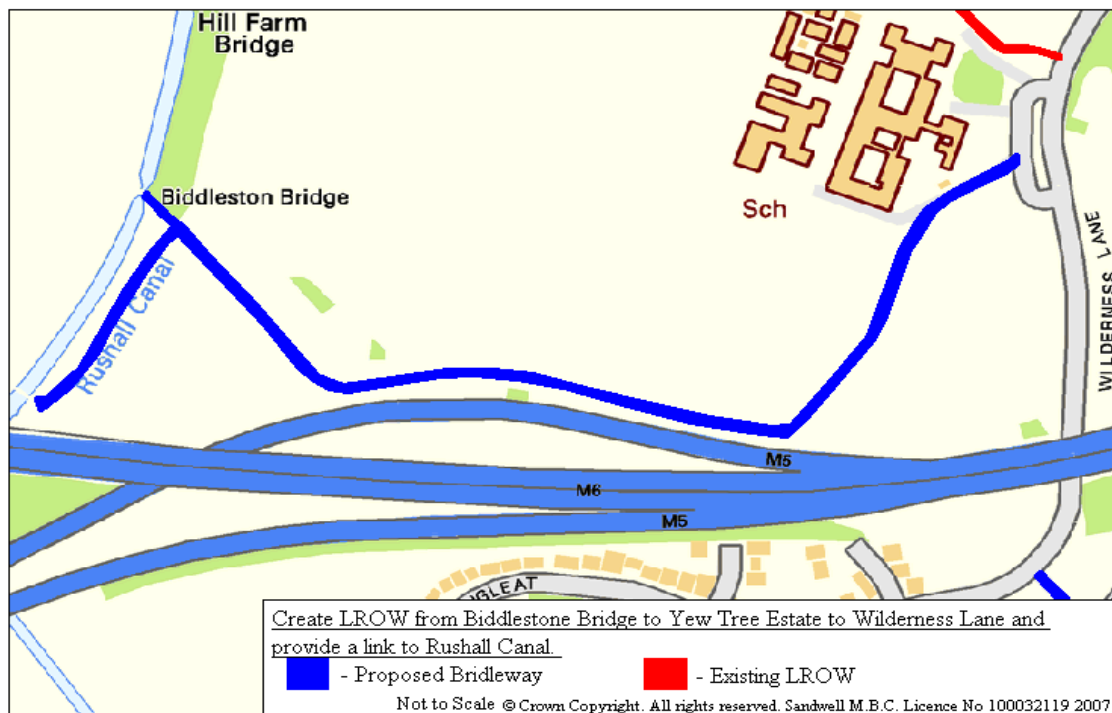 Hill Farm
Bridge
Biddleston Bridge
Sch
Rushall Canal
WILDERNESS LANE
M5
M6
M5
GLEAT
Create LROW from Biddlestone Bridge to Yew Tree Estate to Wilderness Lane and
provide a link to Rushall Canal.
- Proposed Bridleway
- Existing LROW
Not to Scale © Crown Copyright. All rights reserved. Sandwell M.B.C. Licence No 100032119 2007